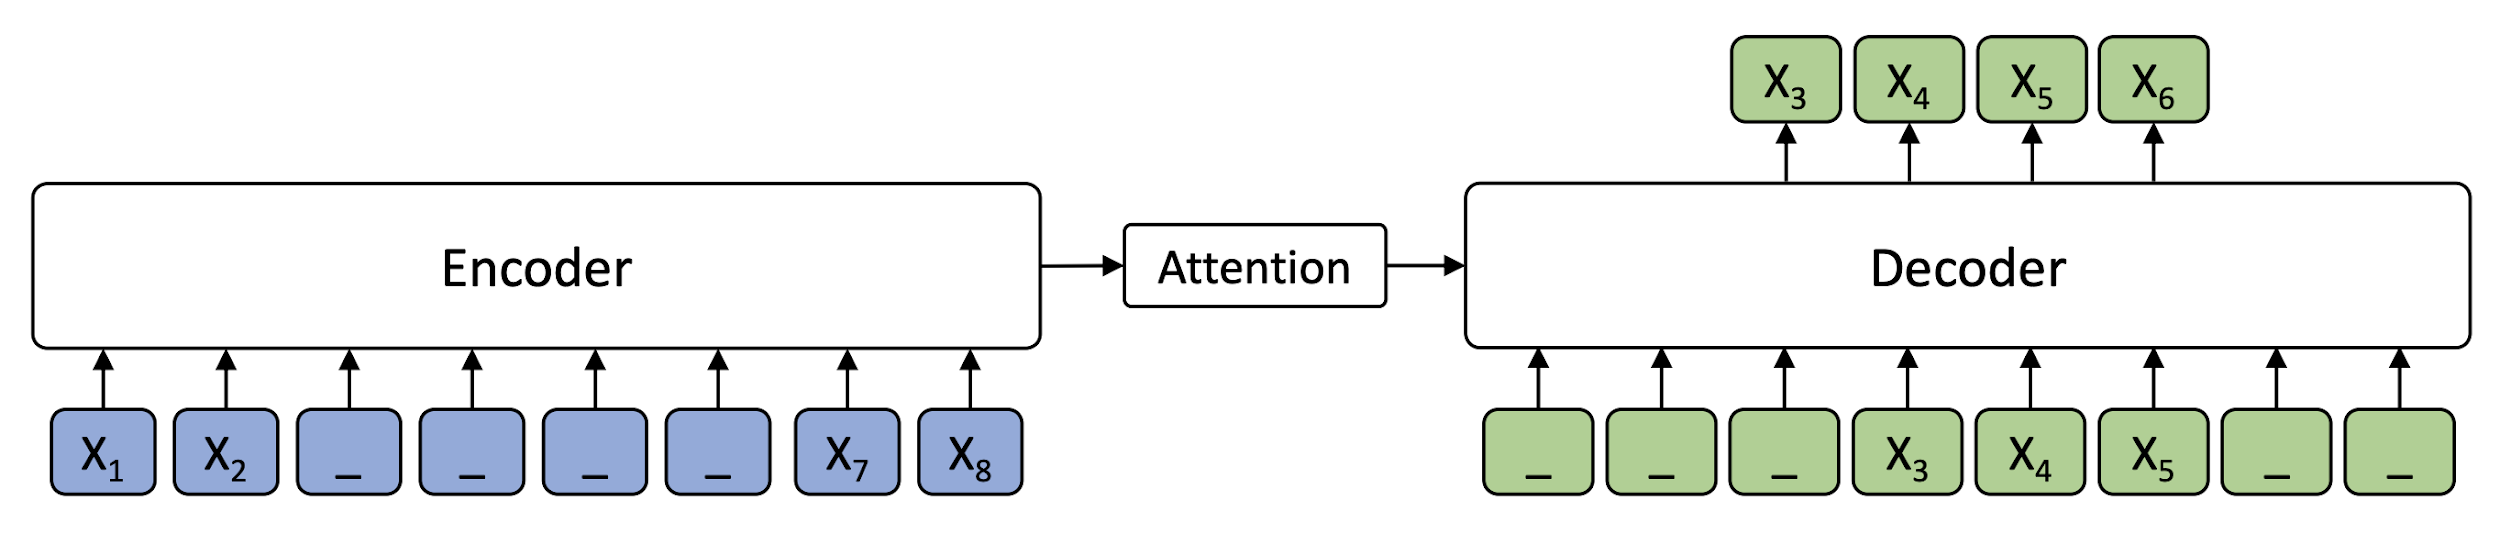 X₃ X₄ X₅ X₆
Encoder Attention Decoder
X₁ X₂ _ _ _ _ X₇ X₈ _ _ _ X₃ X₄ X₅ _ _